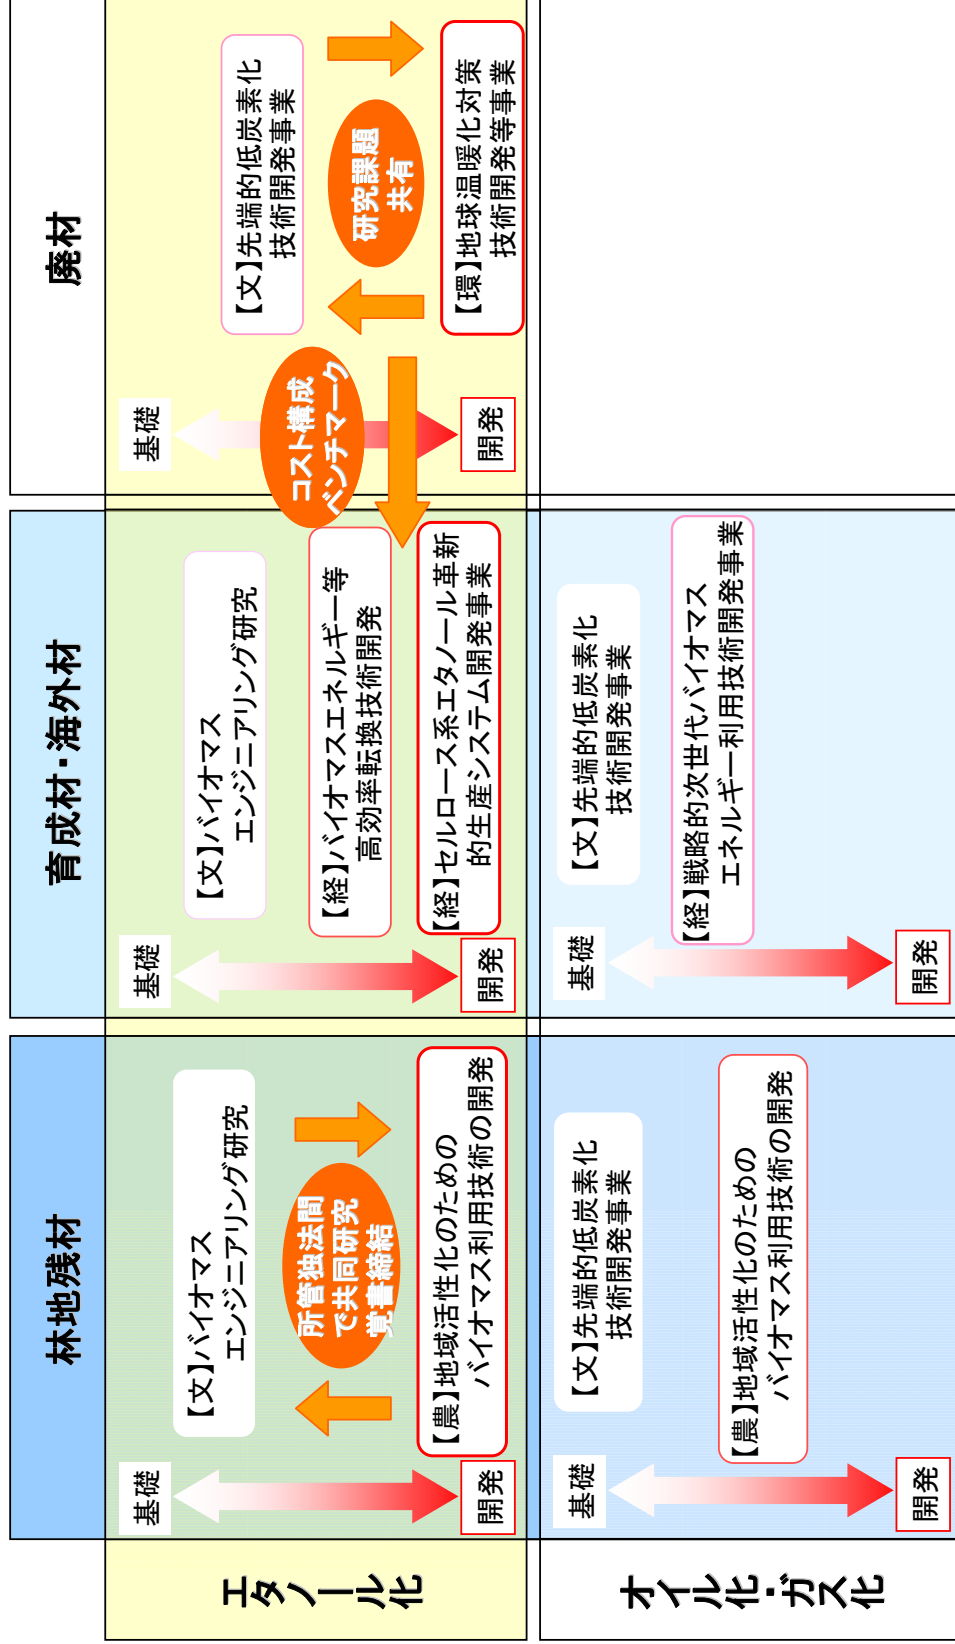 林地残材
育成材・海外材
廃材
エタノール化
基礎
開発
【文】バイオマス
エンジニアリング研究
所管独法間
で共同研究
覚書締結
【農】地域活性化のための
バイオマス利用技術の開発
基礎
開発
【文】バイオマス
エンジニアリング研究
【経】バイオマスエネルギー等
高効率転換技術開発
【経】セルロース系エタノール革新
的生産システム開発事業
コスト構成
ベンチマーク
基礎
開発
【文】先端的低炭素化
技術開発事業
研究課題
共有
【環】地球温暖化対策
技術開発等事業
オイル化・ガス化
基礎
開発
【文】先端的低炭素化
技術開発事業
【農】地域活性化のための
バイオマス利用技術の開発
基礎
開発
【文】先端的低炭素化
技術開発事業
【経】戦略的次世代バイオマス
エネルギー利用技術開発事業